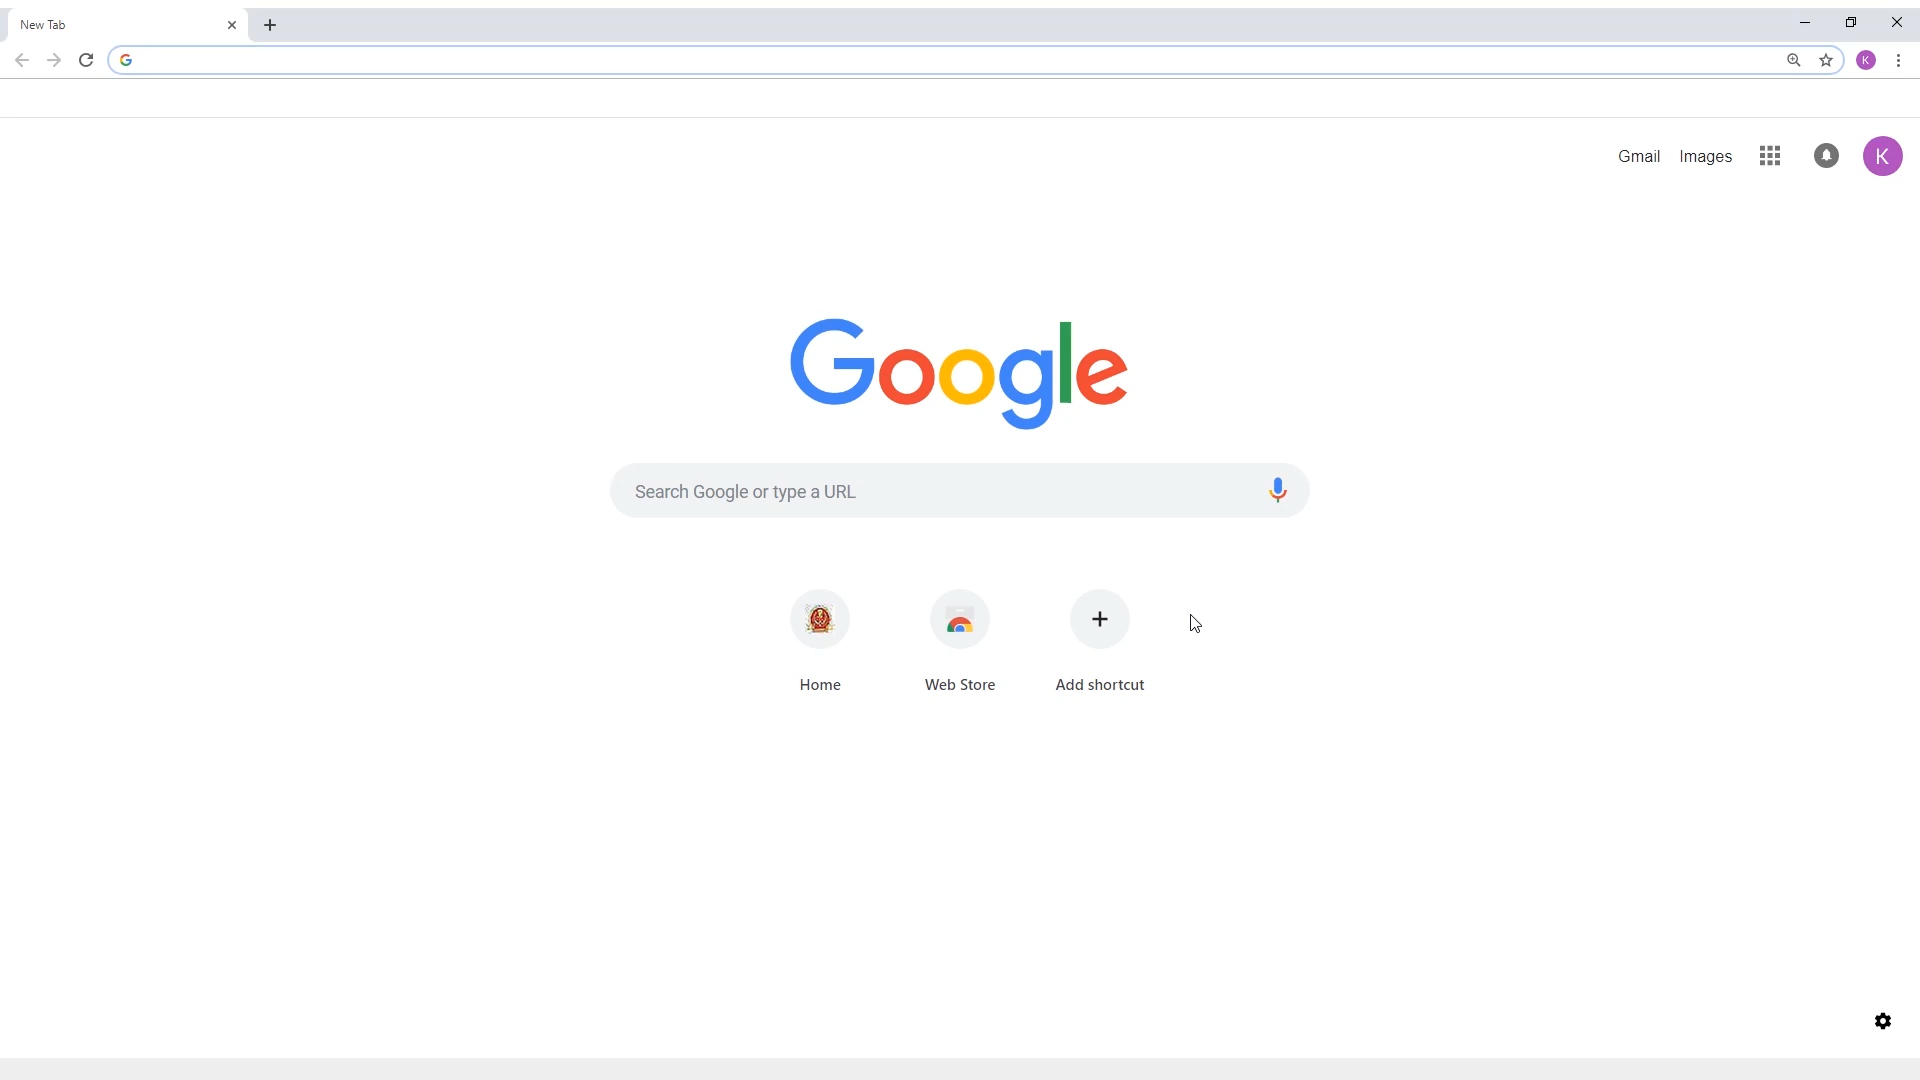 New Tab
Gmail Images
K
K
Google
Search Google or type a URL
Home
Web Store
Add shortcut